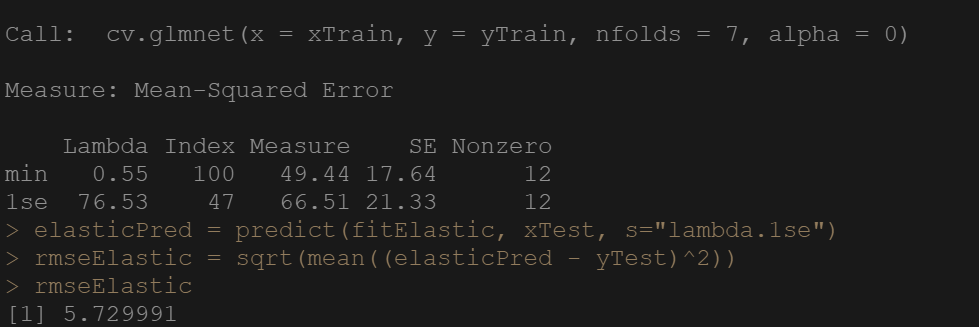 Call:  cv.glmnet(x = xTrain, y = yTrain, nfolds = 7, alpha = 0)
Measure: Mean-Squared Error
    Lambda Index Measure    SE Nonzero
min   0.55   100   49.44 17.64      12
1se  76.53    47   66.51 21.33      12
> elasticPred = predict(fitElastic, xTest, s="lambda.1se")
> rmseElastic = sqrt(mean((elasticPred - yTest)^2))
> rmseElastic
[1] 5.729991